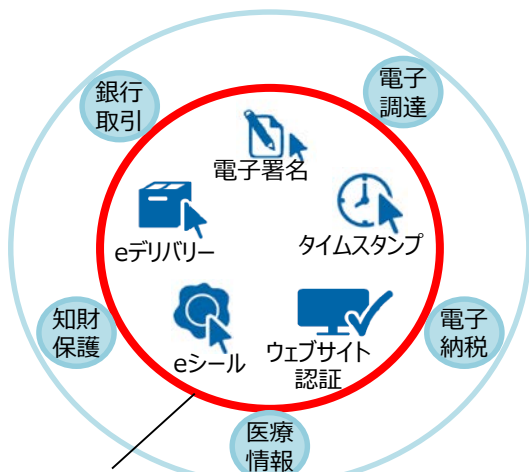 銀行
取引
電子
調達
電子署名
eデリバリー
タイムスタンプ
知財
保護
eシール
ウェブサイト
認証
電子
納税
医療
情報